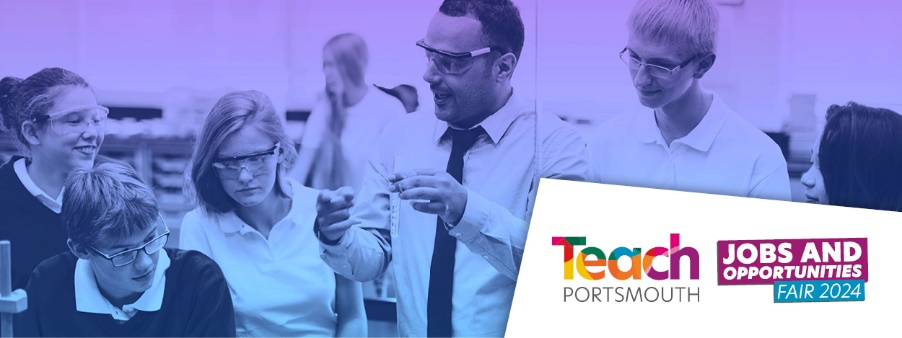 Teach
PORTSMOUTH
JOBS AND
OPPORTUNITIES
FAIR 2024